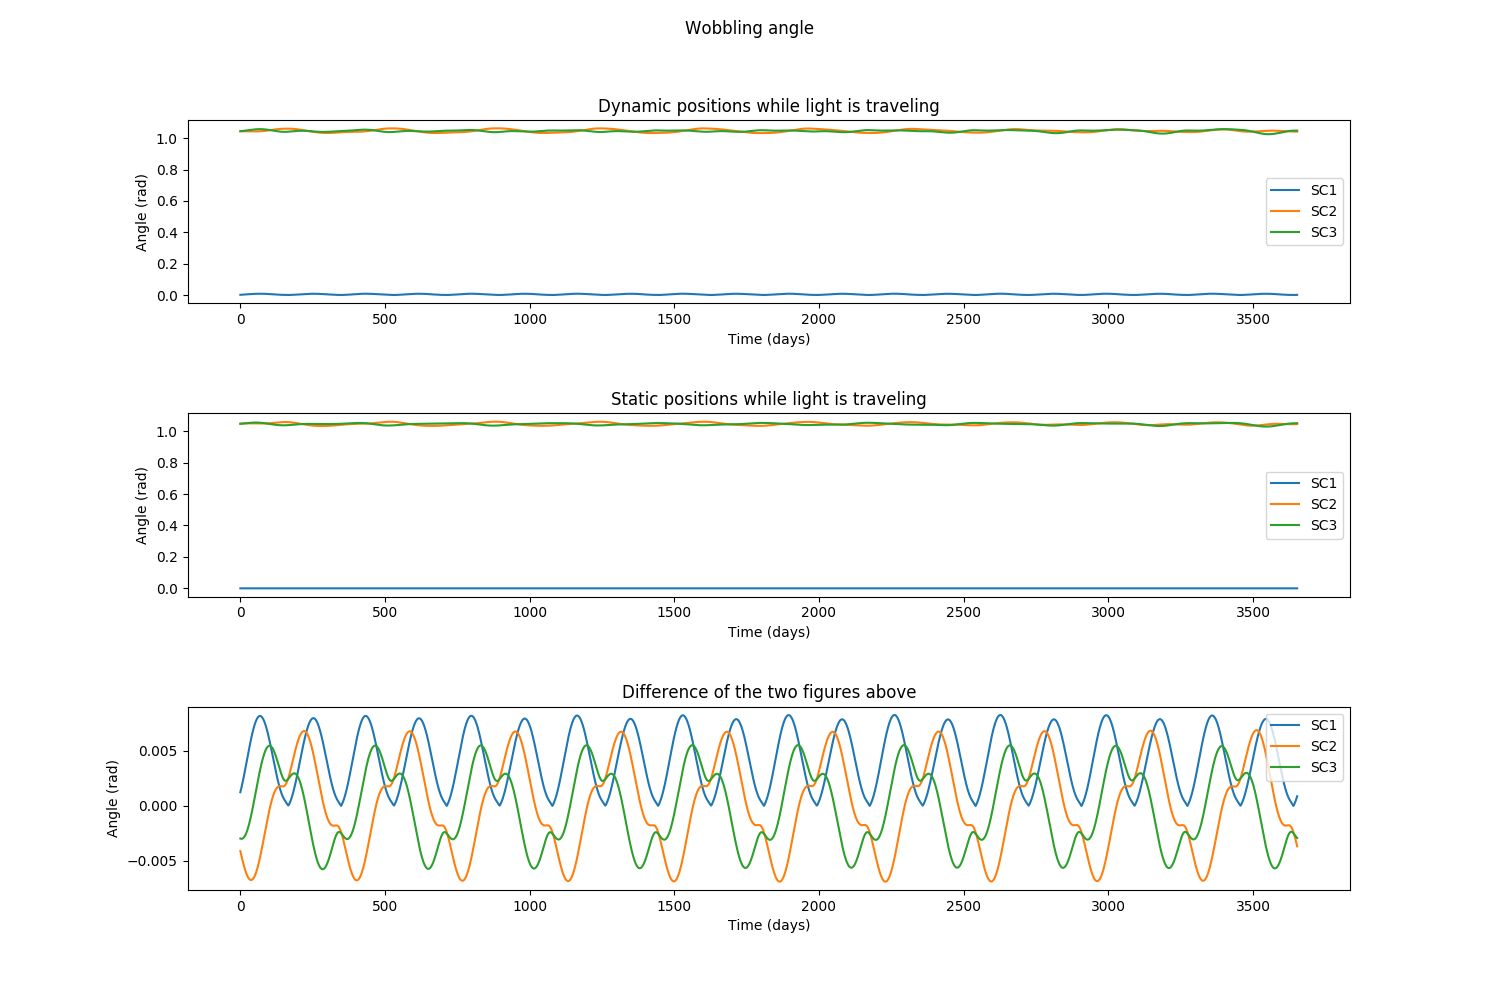 Wobbling angle
Dynamic positions while light is traveling
Angle (rad)
1.0
0.8
0.6
0.4
0.2
0.0
SC1
SC2
SC3
0 500 1000 1500 2000 2500 3000 3500
Time (days)
Static positions while light is traveling
Angle (rad)
1.0
0.8
0.6
0.4
0.2
0.0
SC1
SC2
SC3
0 500 1000 1500 2000 2500 3000 3500
Time (days)
Difference of the two figures above
Angle (rad)
0.005
0.000
−0.005
SC1
SC2
SC3
0 500 1000 1500 2000 2500 3000 3500
Time (days)